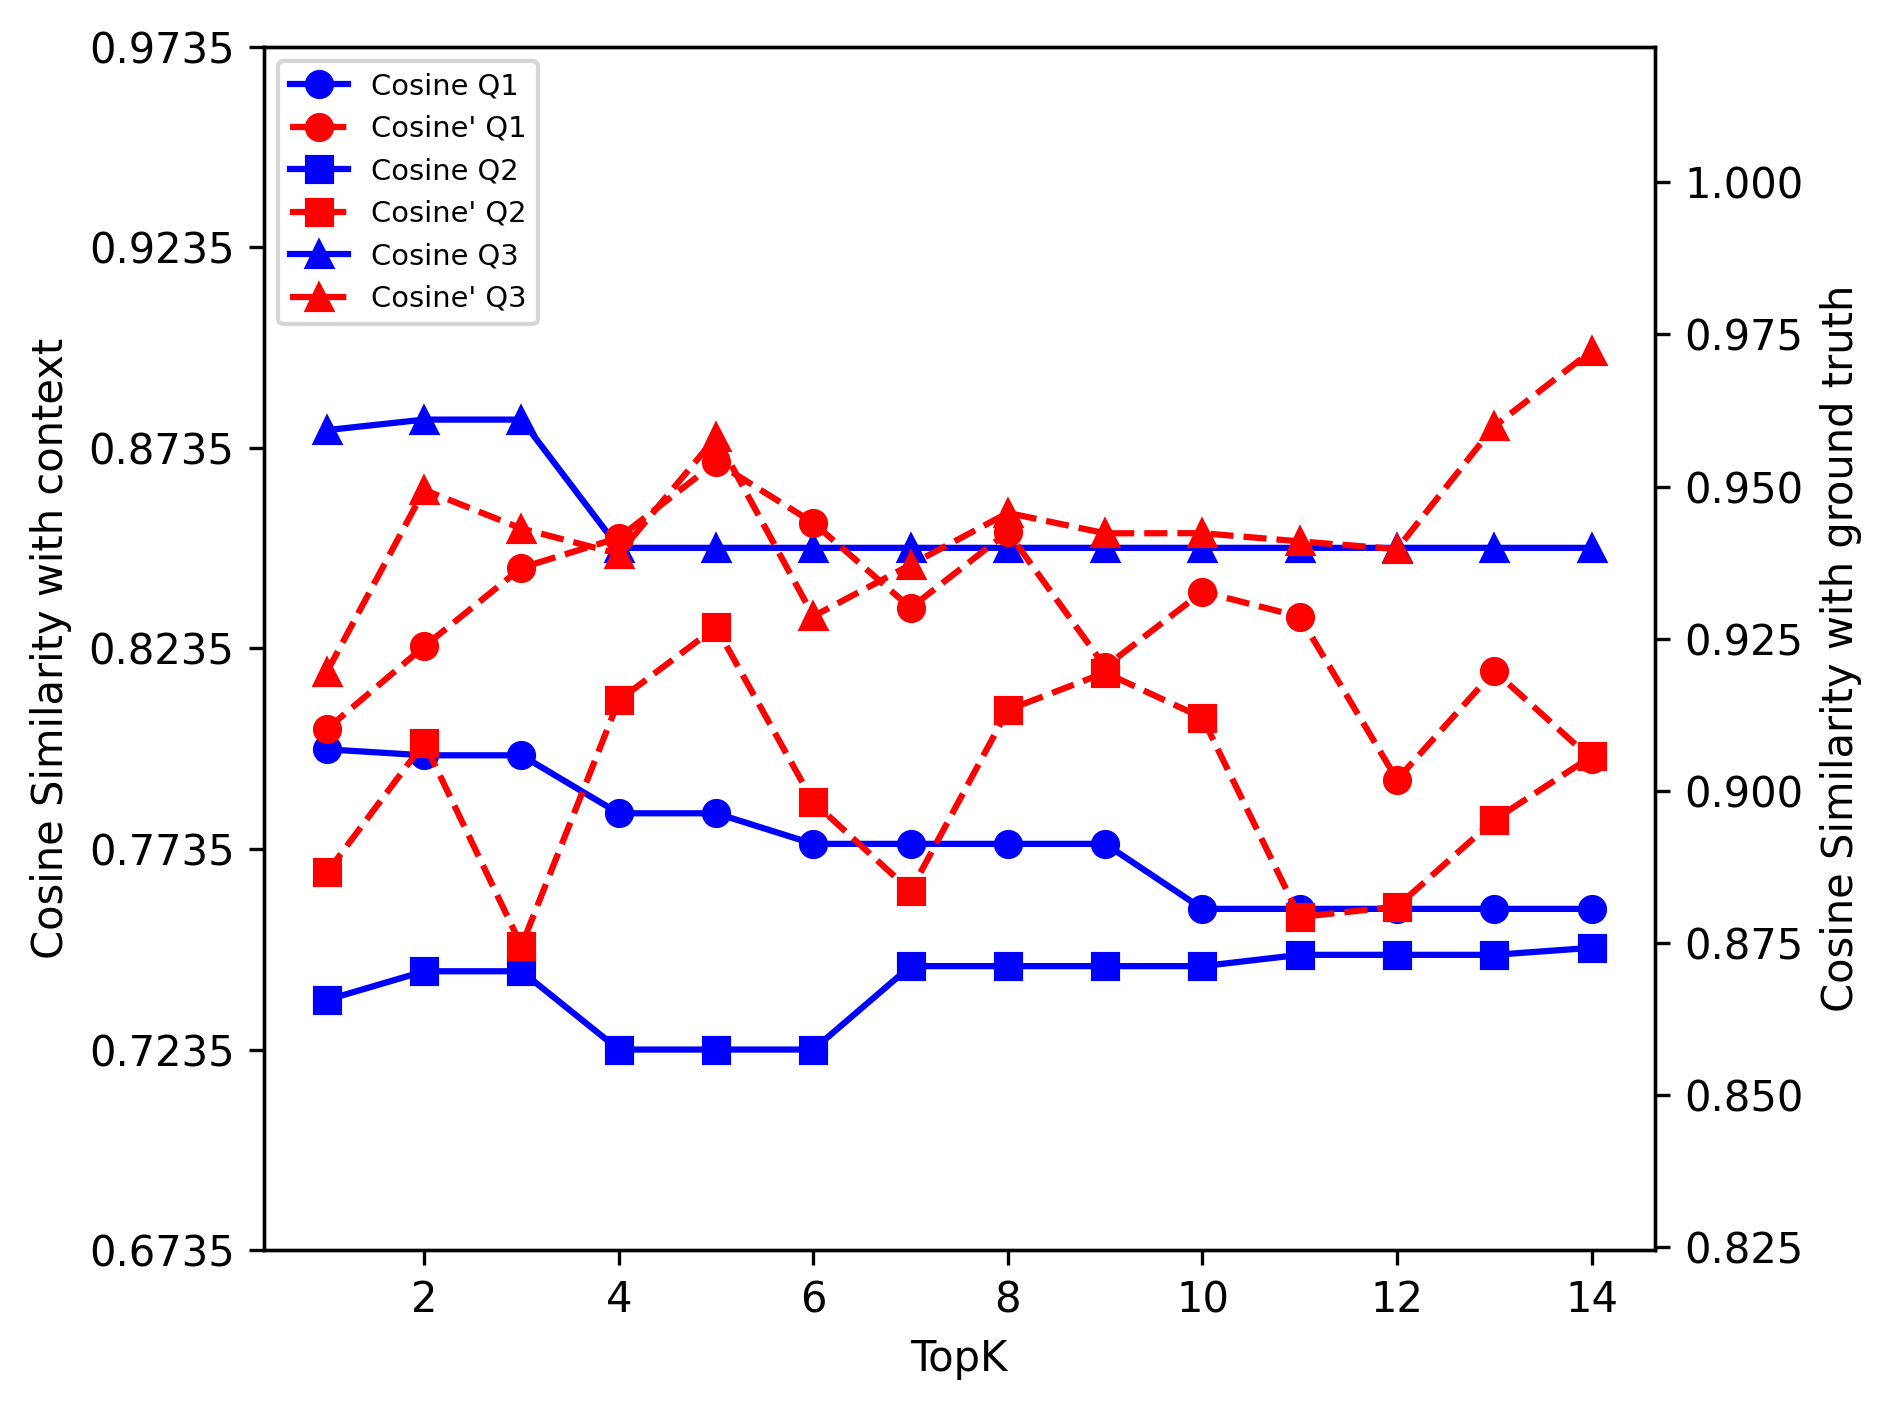 0.9735
0.9235
0.8735
0.8235
0.7735
0.7235
0.6735
Cosine Similarity with context
Cosine Q1
Cosine' Q1
Cosine Q2
Cosine' Q2
Cosine Q3
Cosine' Q3
1.000
0.975
0.950
0.925
0.900
0.875
0.850
0.825
Cosine Similarity with ground truth
2 4 6 8 10 12 14
TopK